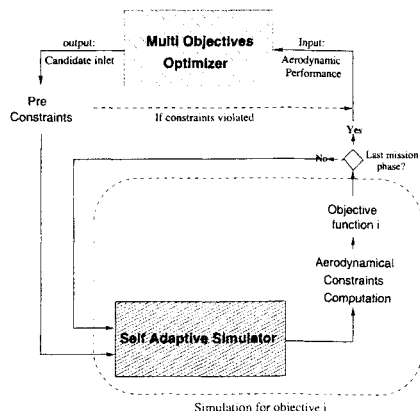 output:
Candidate inlet
Multi Objectives
Optimizer
Input:
Aerodynamic
Performance
Pre
Constraints
If constraints violated
Yes
No
Last mission
phase?
Objective
function i
Aerodynamical
Constraints
Computation
Self Adaptive Simulator
Simulation for objective i